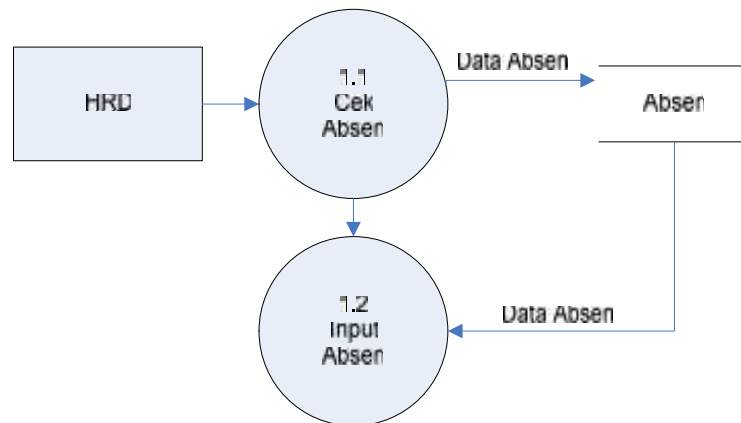 HRD
1.1
Cek
Absen
Data Absen
Absen
1.2
Input
Absen
Data Absen